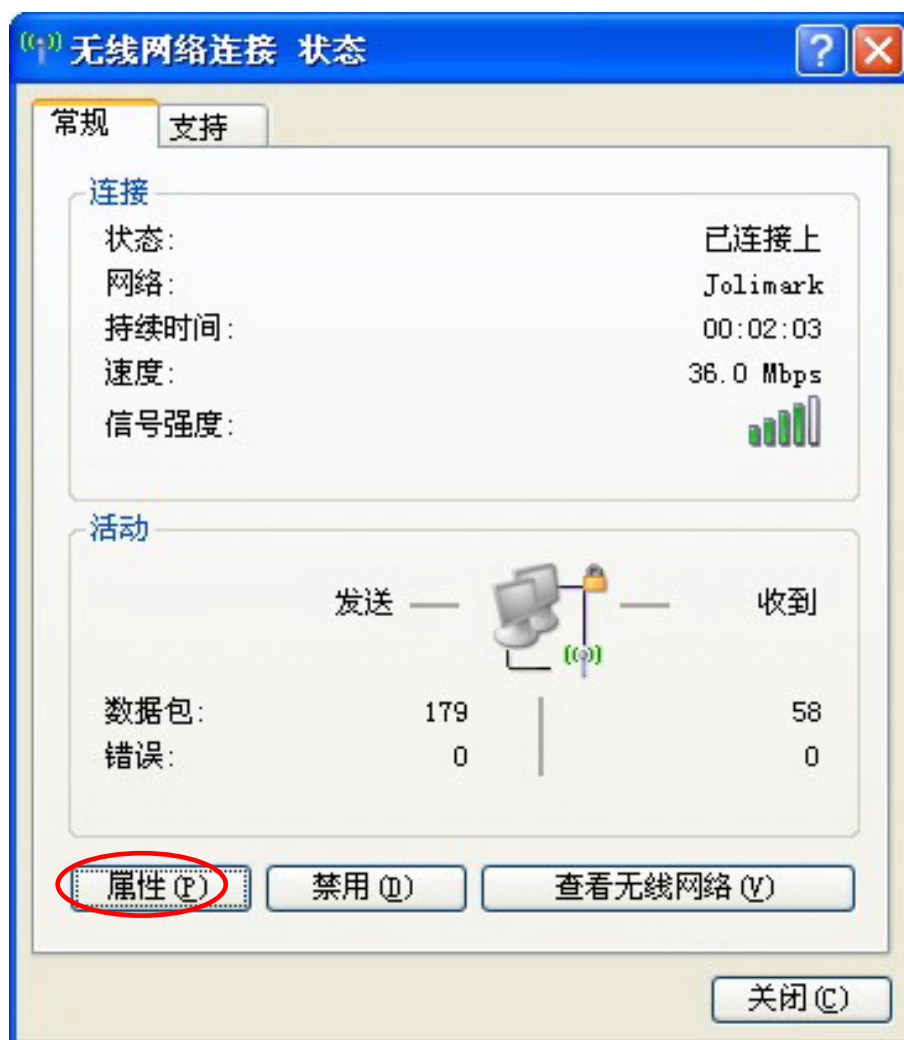 无线网络连接 状态
常规 支持
连接
状态: 已连接上
网络: Jolimark
持续时间: 00:02:03
速度: 36.0 Mbps
信号强度:
活动
发送 收到
数据包: 179 58
错误: 0 0
属性(P) 禁用(D) 查看无线网络(V)
关闭(C)